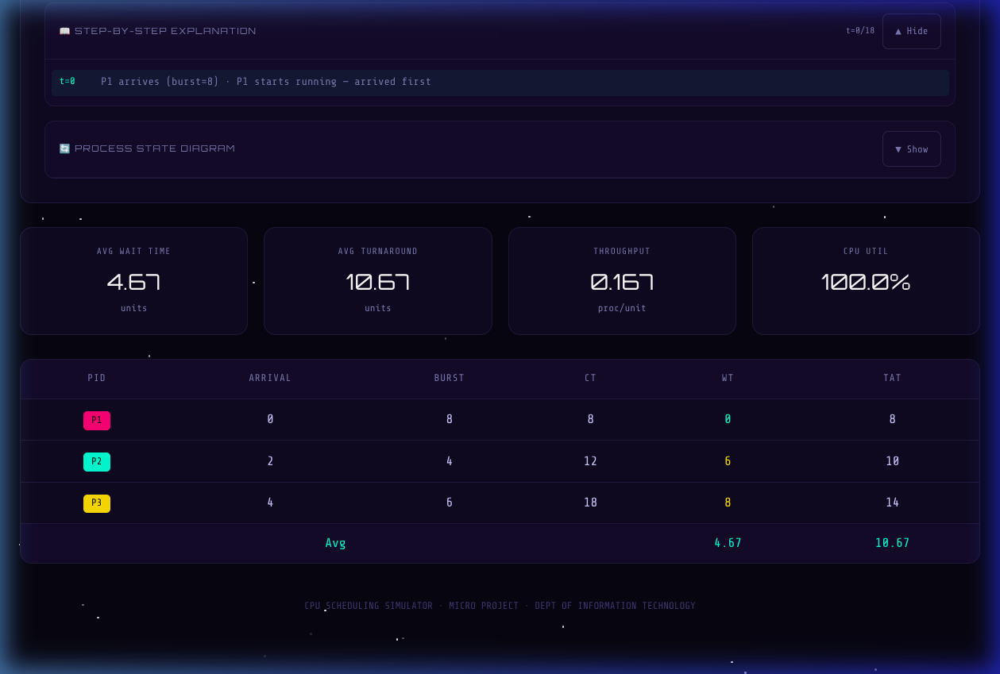 📖 STEP-BY-STEP EXPLANATION t=0/18 ▲ Hide
t=0 P1 arrives (burst=8) · P1 starts running — arrived first
🔄 PROCESS STATE DIAGRAM ▼ Show
AVG WAIT TIME AVG TURNAROUND THROUGHPUT CPU UTIL
4.67 10.67 0.167 100.0%
units units proc/unit
PID ARRIVAL BURST CT WT TAT
P1 0 8 8 0 8
P2 2 4 12 6 10
P3 4 6 18 8 14
Avg 4.67 10.67
CPU SCHEDULING SIMULATOR · MICRO PROJECT · DEPT OF INFORMATION TECHNOLOGY